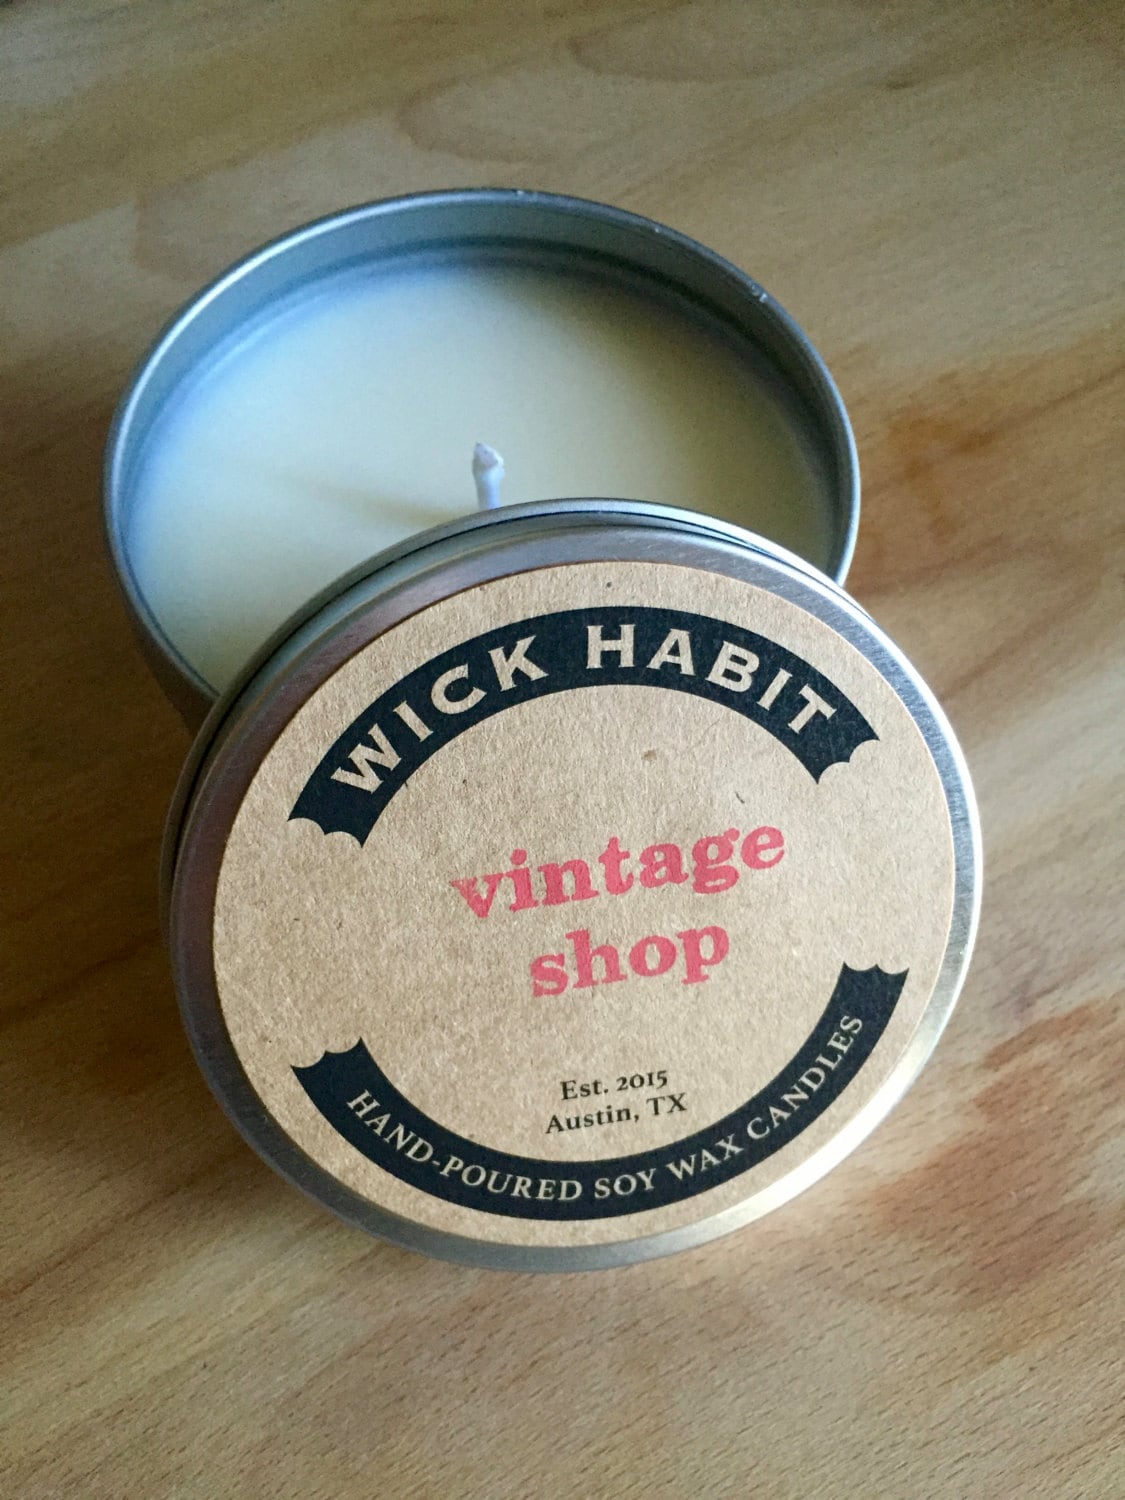 WICK HABIT
vintage
shop
Est. 2015
Austin, TX
HAND-POURED SOY WAX CANDLES